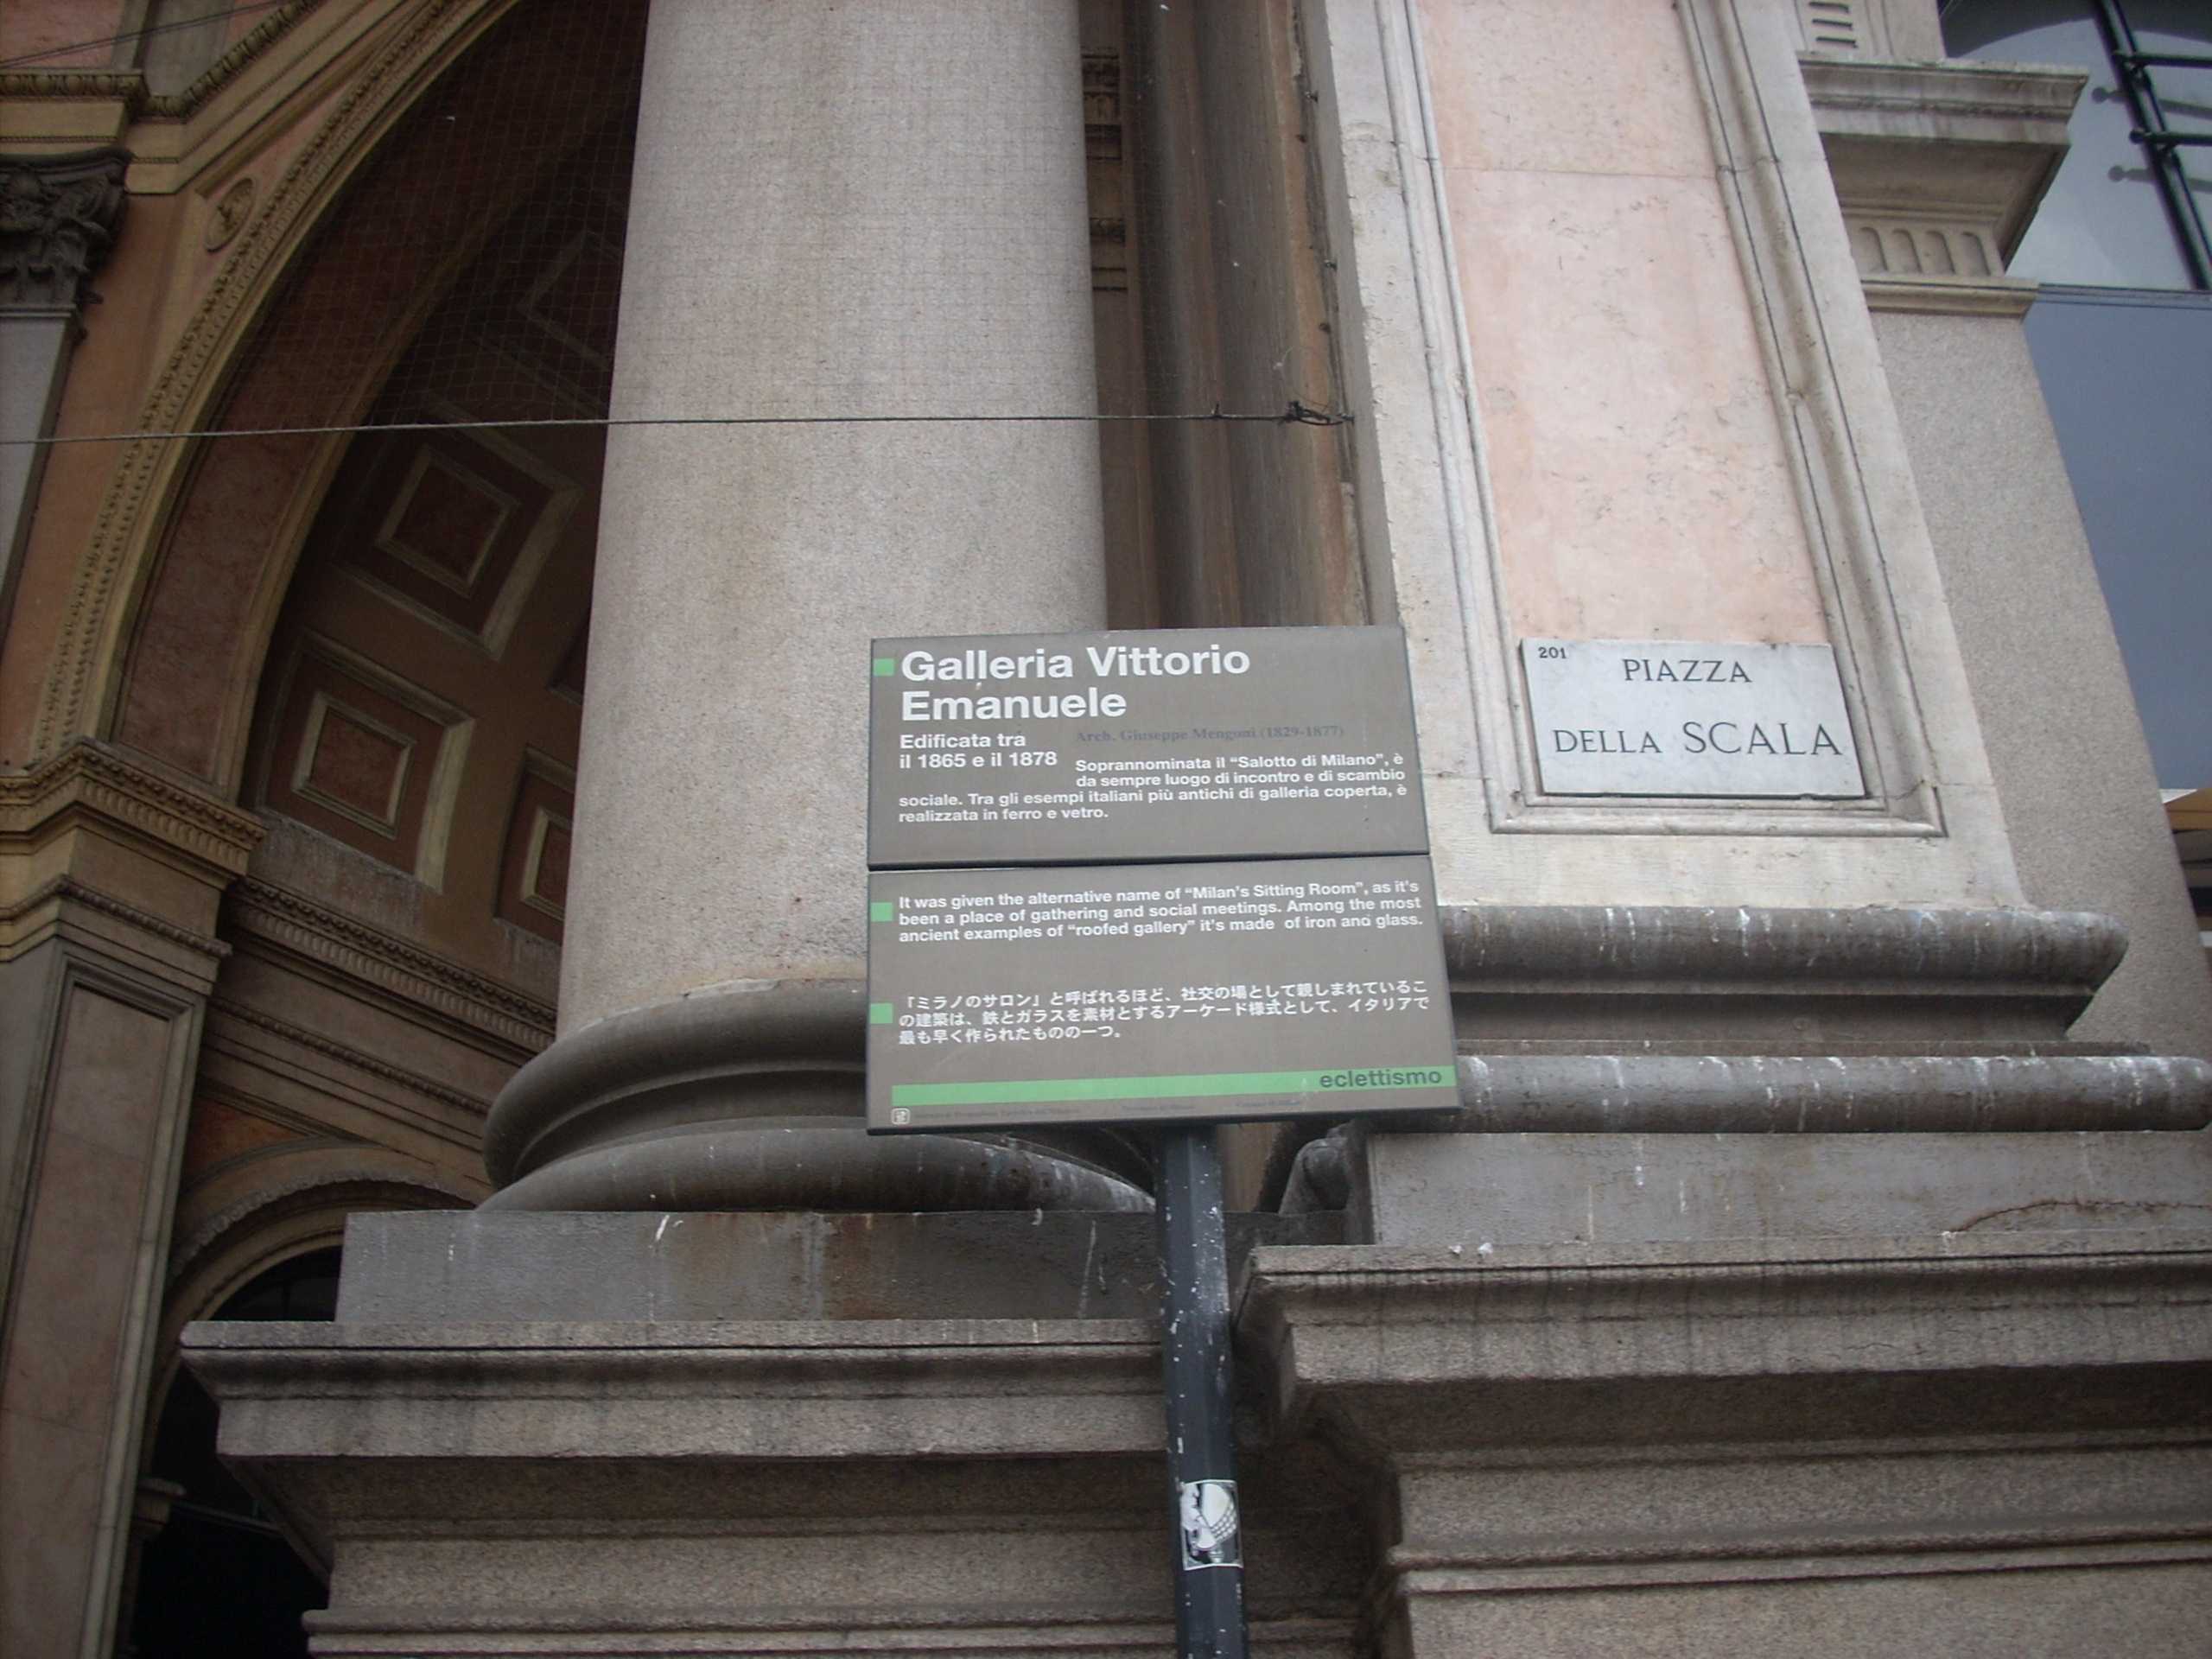 Galleria Vittorio
Emanuele
Edificata tra
il 1865 e il 1878
Arch. Giuseppe Mengoni (1829-1877)
Soprannominata il “Salotto di Milano”, è
da sempre luogo di incontro e di scambio
sociale. Tra gli esempi italiani più antichi di galleria coperta, è
realizzata in ferro e vetro.
It was given the alternative name of “Milan's Sitting Room”, as it's
been a place of gathering and social meetings. Among the most
ancient examples of “roofed gallery” it's made of iron and glass.
「ミラノのサロン」と呼ばれるほど、社交の場として親しまれているこ
の建築は、鉄とガラスを素材とするアーケード様式として、イタリアで
最も早く作られたものの一つ。
eclettismo
201
PIAZZA
DELLA SCALA